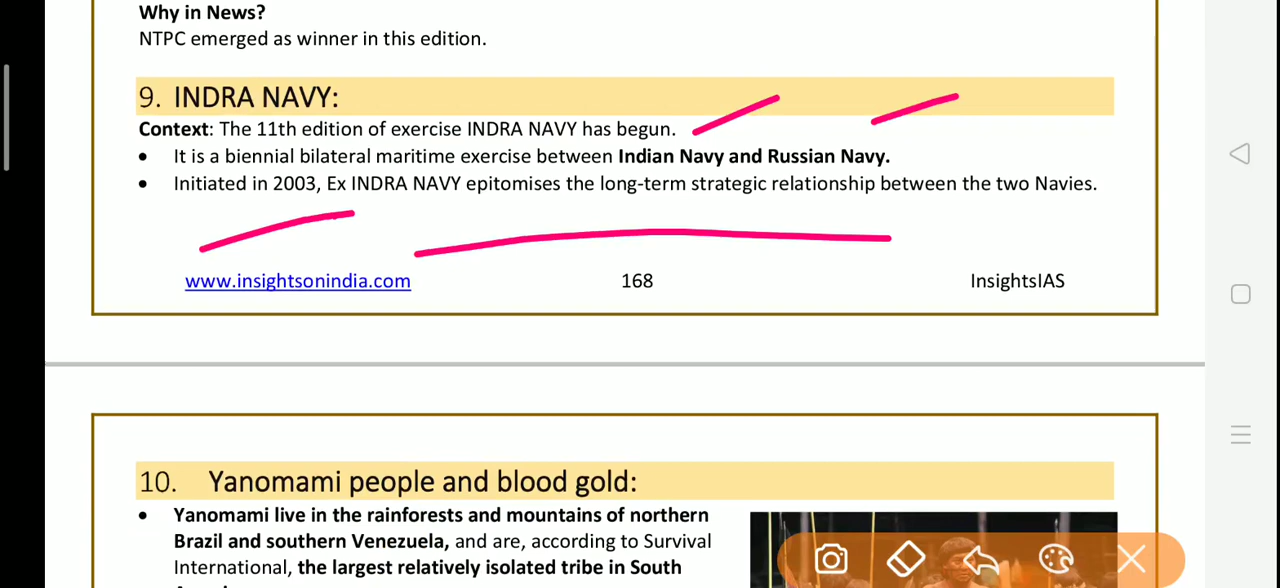 Why in News?
NTPC emerged as winner in this edition.
9. INDRA NAVY:
Context: The 11th edition of exercise INDRA NAVY has begun.
• It is a biennial bilateral maritime exercise between Indian Navy and Russian Navy.
• Initiated in 2003, Ex INDRA NAVY epitomises the long-term strategic relationship between the two Navies.
www.insightsonindia.com 168 InsightsIAS
10. Yanomami people and blood gold:
• Yanomami live in the rainforests and mountains of northern
Brazil and southern Venezuela, and are, according to Survival
International, the largest relatively isolated tribe in South